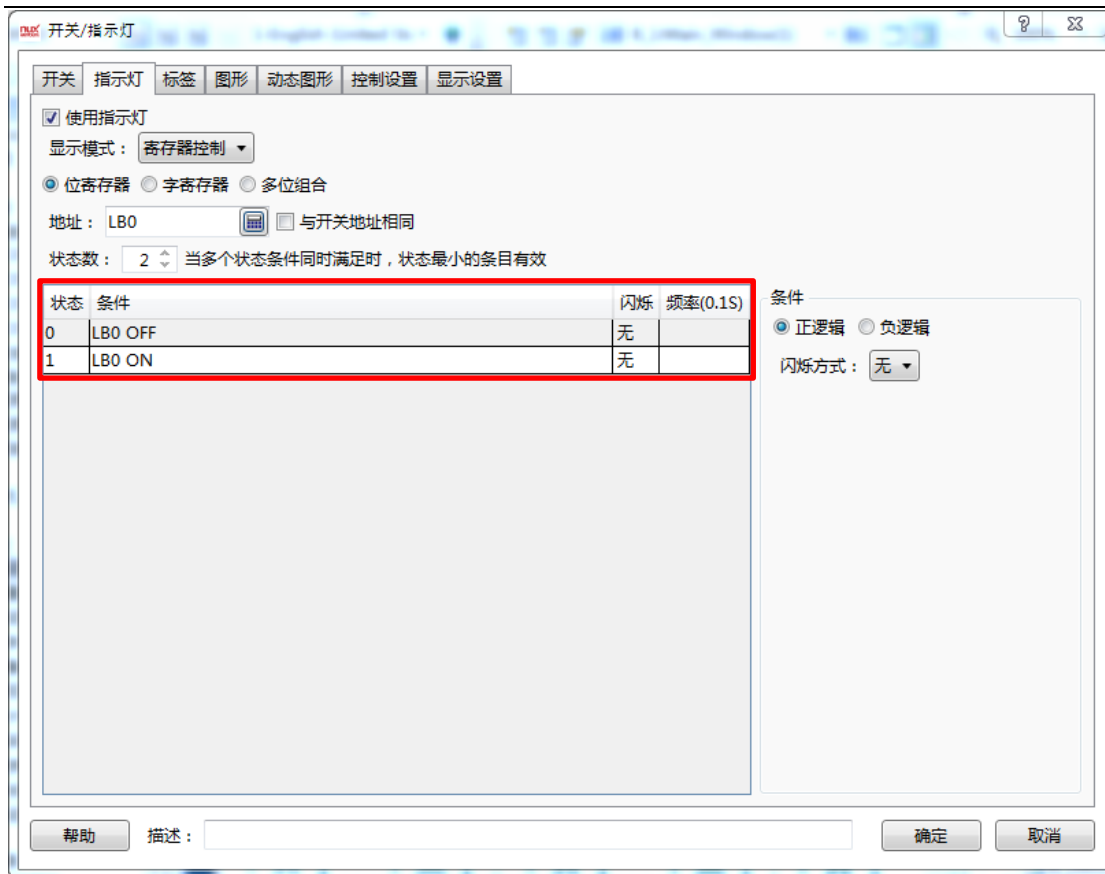 开关/指示灯
开关 指示灯 标签 图形 动态图形 控制设置 显示设置
使用指示灯
显示模式： 寄存器控制
位寄存器 字寄存器 多位组合
地址： LB0 与开关地址相同
状态数： 2 当多个状态条件同时满足时，状态最小的条目有效
状态 条件 闪烁 频率(0.1S)
0 LB0 OFF 无
1 LB0 ON 无
条件
正逻辑 负逻辑
闪烁方式： 无
帮助 描述： 确定 取消